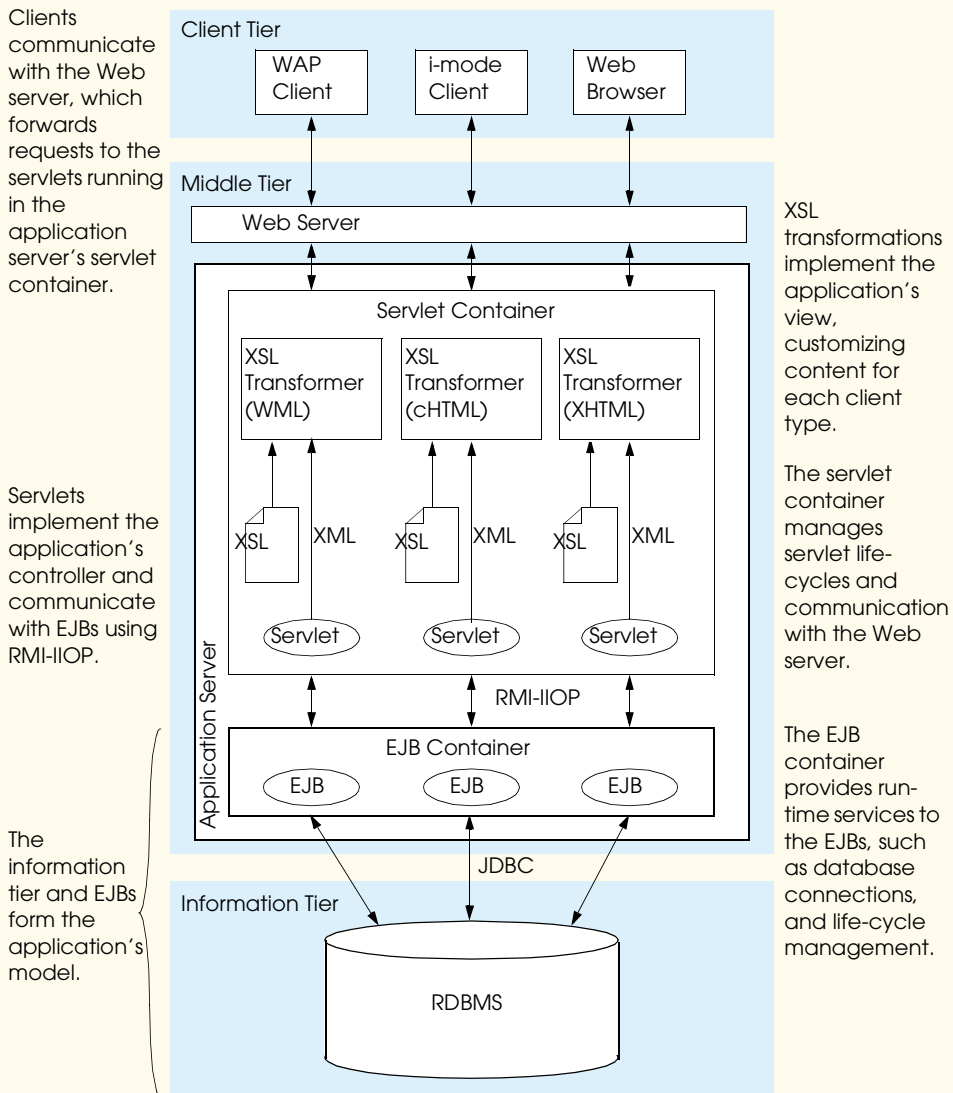 Clients
communicate
with the Web
server, which
forwards
requests to the
servlets running
in the
application
server's servlet
container.
Client Tier
WAP
Client
i-mode
Client
Web
Browser
Middle Tier
Web Server
XSL
transformations
implement the
application's
view,
customizing
content for
each client
type.
Servlet Container
XSL
Transformer
(WML)
XSL
Transformer
(cHTML)
XSL
Transformer
(XHTML)
The servlet
container
manages
servlet life-
cycles and
communication
with the Web
server.
Servlets
implement the
application's
controller and
communicate
with EJBs using
RMI-IIOP.
XSL
XML
XSL
XML
XSL
XML
Servlet
Servlet
Servlet
Application Server
RMI-IIOP
EJB Container
EJB
EJB
EJB
The EJB
container
provides run-
time services to
the EJBs, such
as database
connections,
and life-cycle
management.
The
information
tier and EJBs
form the
application's
model.
JDBC
Information Tier
RDBMS